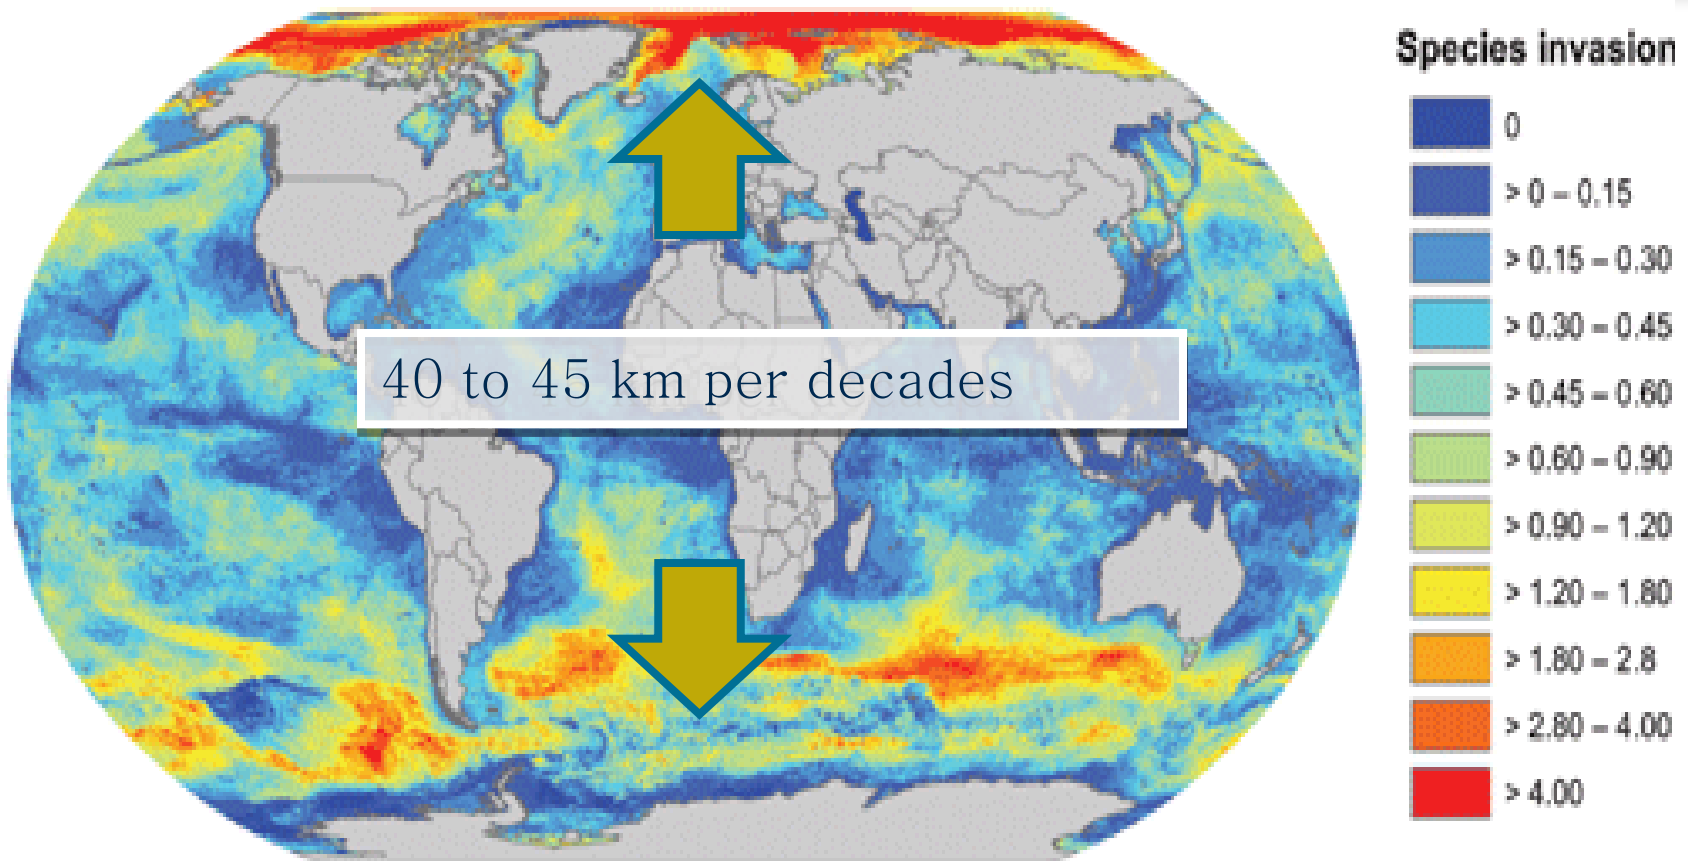 Species invasion
0
> 0 – 0.15
> 0.15 – 0.30
> 0.30 – 0.45
> 0.45 – 0.60
> 0.60 – 0.90
> 0.90 – 1.20
> 1.20 – 1.80
> 1.80 – 2.8
> 2.80 – 4.00
> 4.00
40 to 45 km per decades